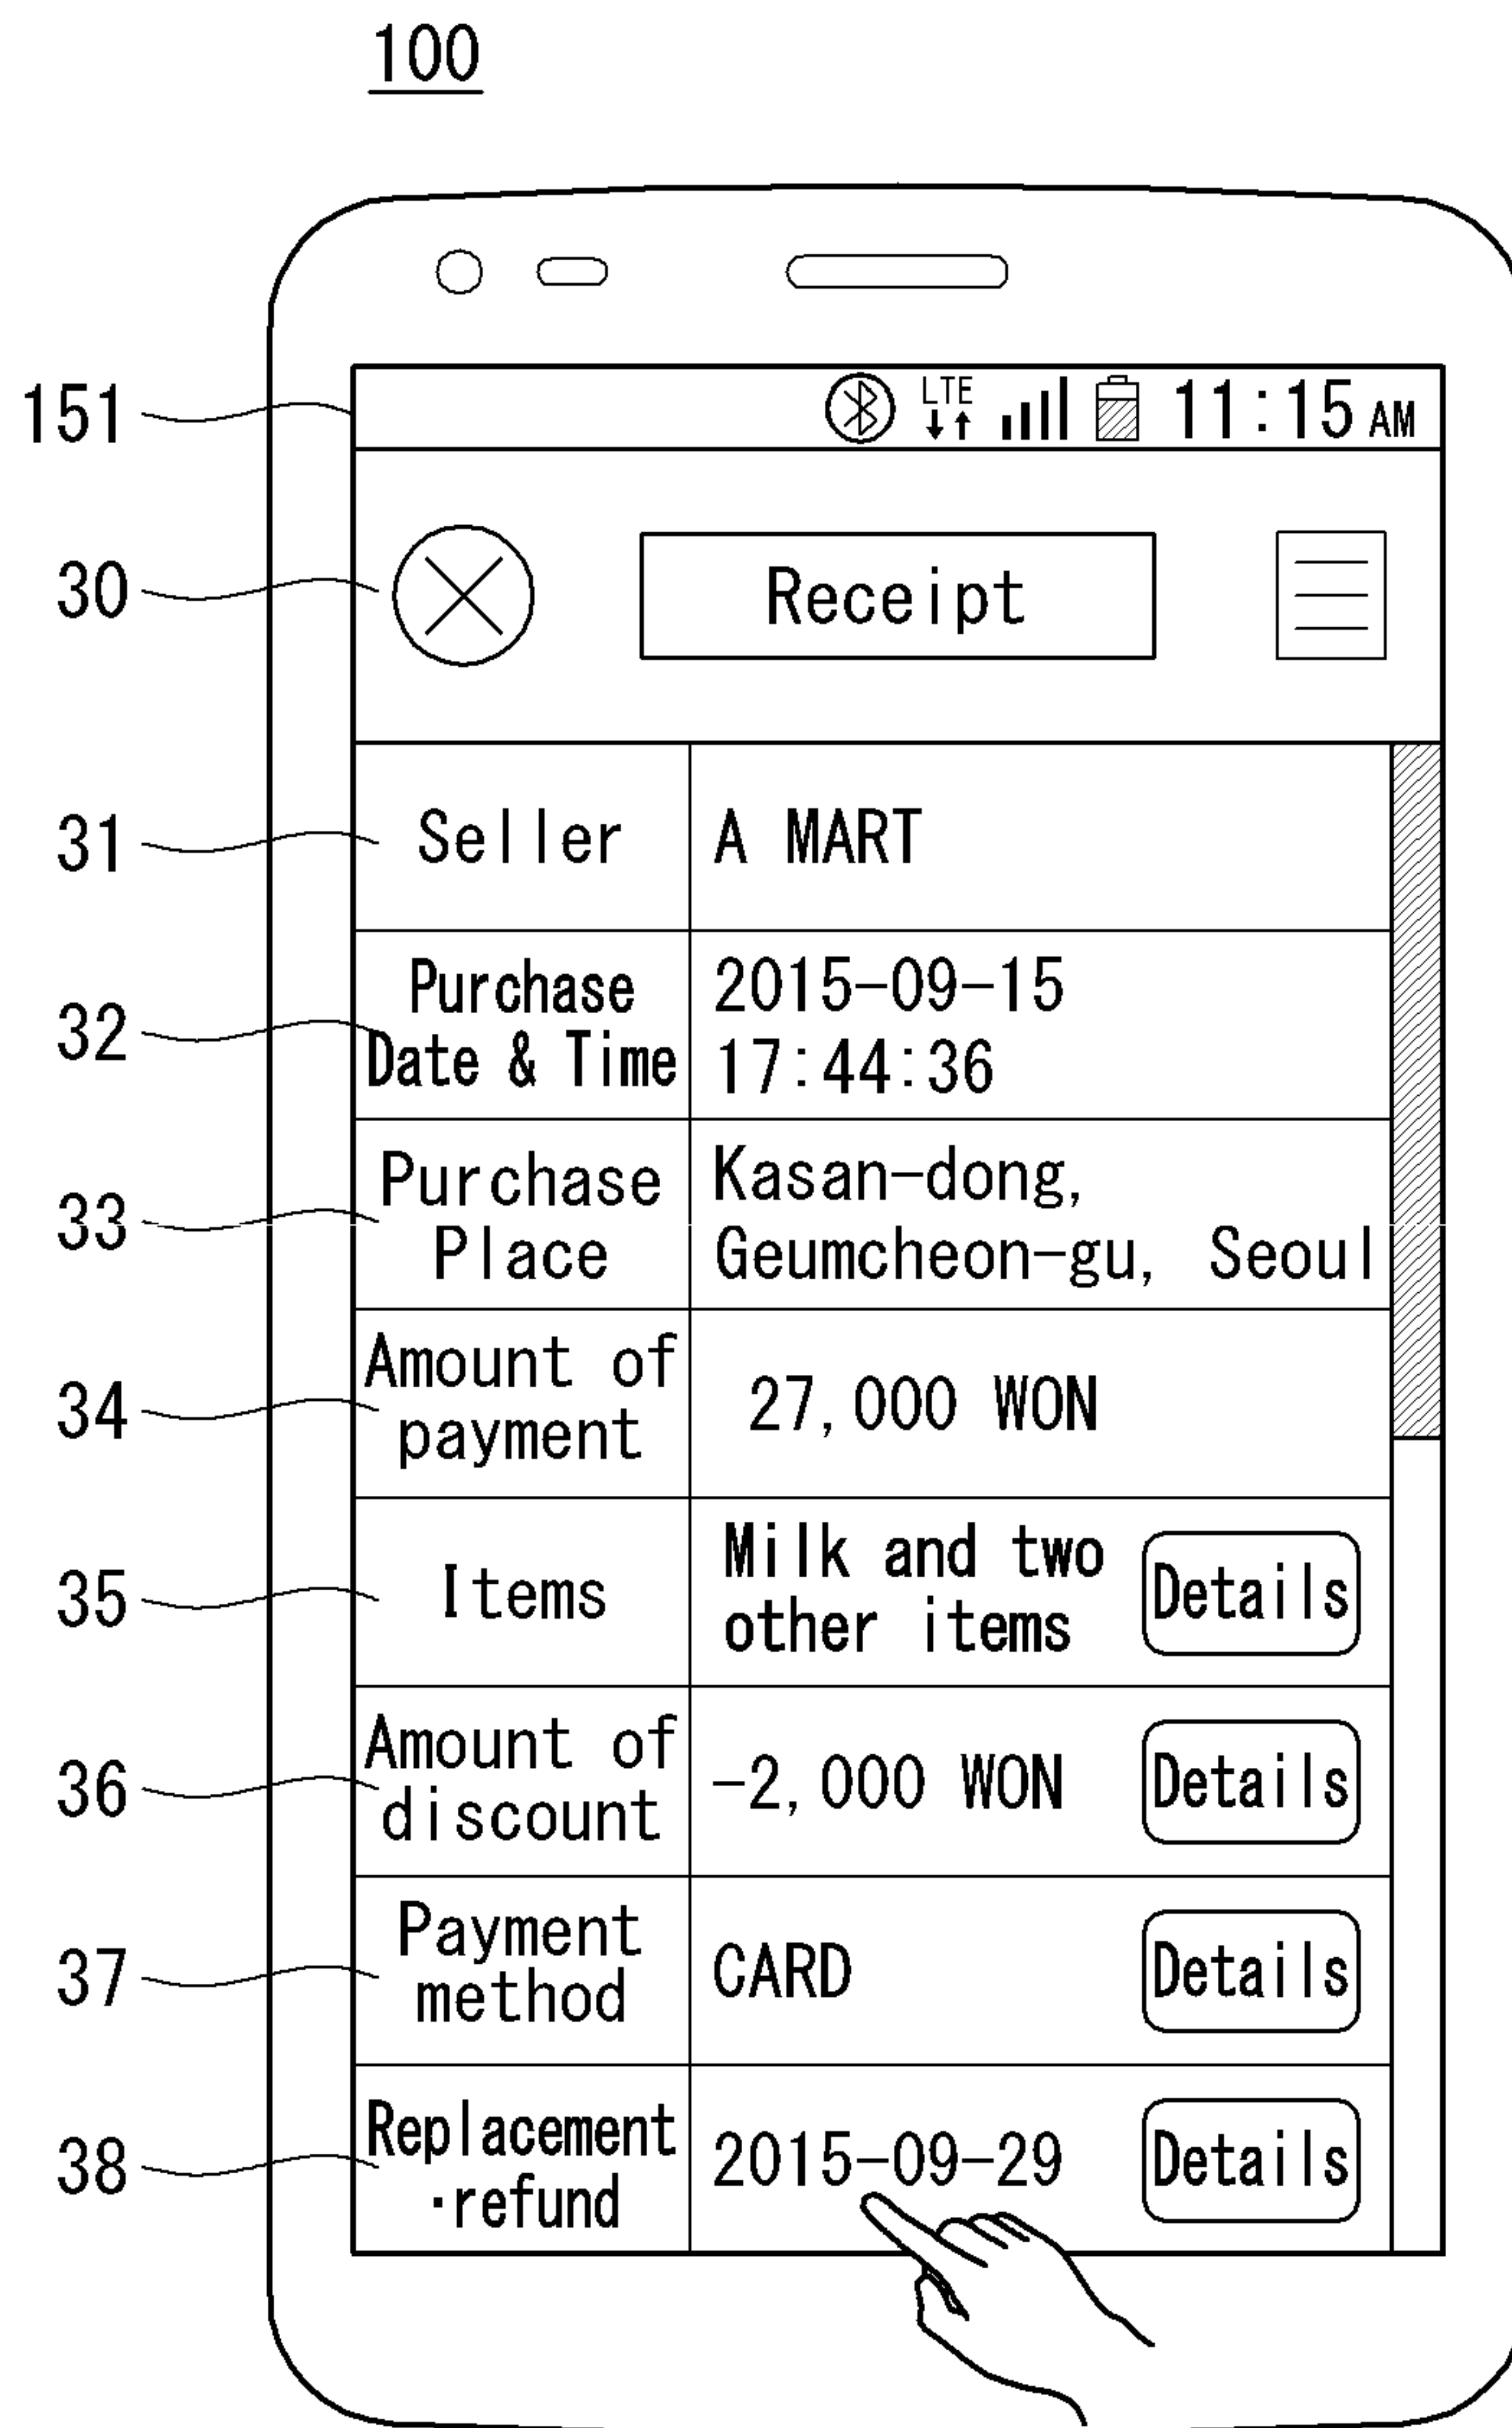 100
151
LTE 11:15 AM
30
Receipt
31
Seller
A MART
32
Purchase
Date & Time
2015-09-15
17:44:36
33
Purchase
Place
Kasan-dong,
Geumcheon-gu, Seoul
34
Amount of
payment
27,000 WON
35
Items
Milk and two
other items
Details
36
Amount of
discount
-2,000 WON
Details
37
Payment
method
CARD
Details
38
Replacement
·refund
2015-09-29
Details